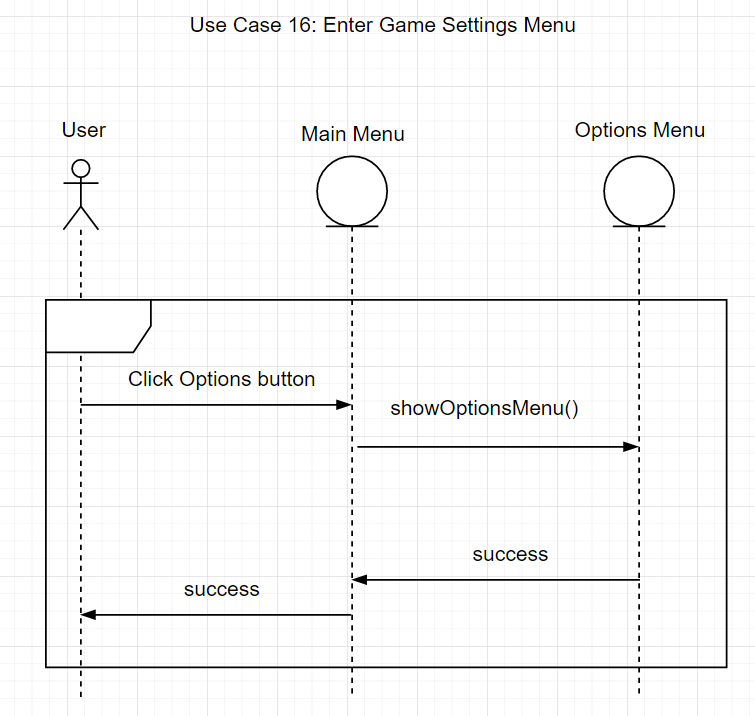 Use Case 16: Enter Game Settings Menu
User
Main Menu
Options Menu
Click Options button
showOptionsMenu()
success
success